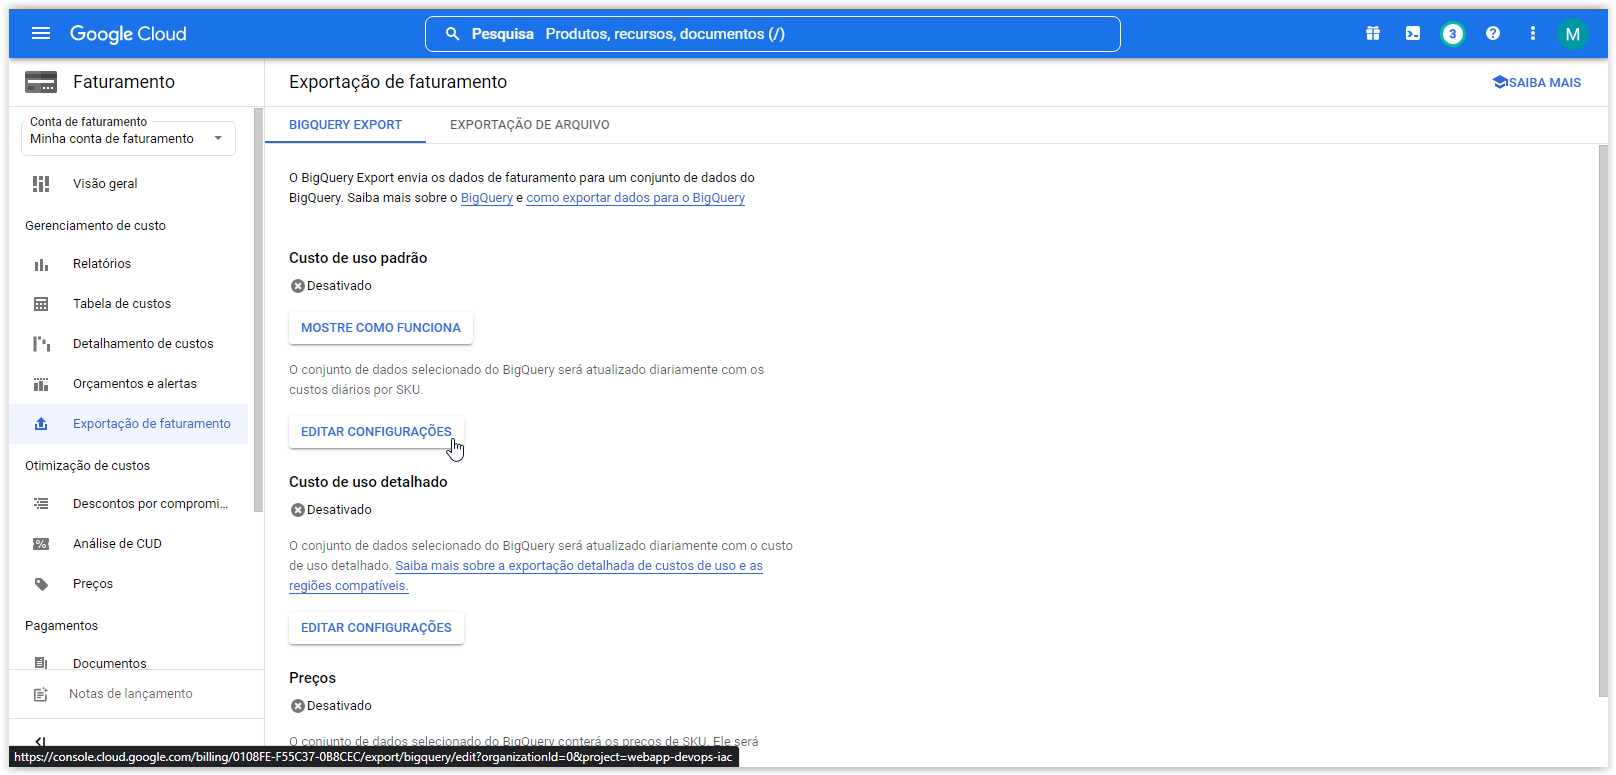 Google Cloud
Pesquisa Produtos, recursos, documentos (/)
3
?
M
Faturamento
Exportação de faturamento
SAIBA MAIS
Conta de faturamento
Minha conta de faturamento
Visão geral
Gerenciamento de custo
Relatórios
Tabela de custos
Detalhamento de custos
Orçamentos e alertas
Exportação de faturamento
Otimização de custos
Descontos por compromi...
Análise de CUD
Preços
Pagamentos
Documentos
Notas de lançamento
BIGQUERY EXPORT
EXPORTAÇÃO DE ARQUIVO
O BigQuery Export envia os dados de faturamento para um conjunto de dados do
BigQuery. Saiba mais sobre o BigQuery e como exportar dados para o BigQuery
Custo de uso padrão
Desativado
MOSTRE COMO FUNCIONA
O conjunto de dados selecionado do BigQuery será atualizado diariamente com os
custos diários por SKU.
EDITAR CONFIGURAÇÕES
Custo de uso detalhado
Desativado
O conjunto de dados selecionado do BigQuery será atualizado diariamente com o custo
de uso detalhado. Saiba mais sobre a exportação detalhada de custos de uso e as
regiões compatíveis.
EDITAR CONFIGURAÇÕES
Preços
Desativado
O conjunto de dados selecionado do BigQuery conterá os preços de SKU. Ele será
https://console.cloud.google.com/billing/0108FE-F55C37-0B8CEC/export/bigquery/edit?organizationId=0&project=webapp-devops-iac